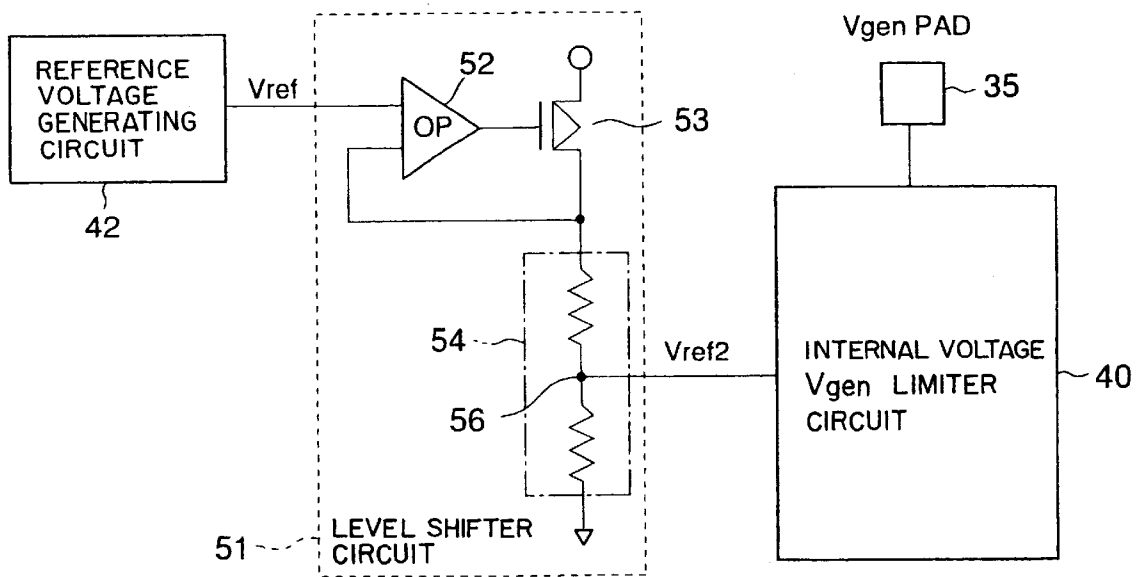 REFERENCE
VOLTAGE
GENERATING
CIRCUIT
42
Vref
52
OP
53
Vgen PAD
35
54
56
Vref2
INTERNAL VOLTAGE
Vgen LIMITER
CIRCUIT
40
51
LEVEL SHIFTER
CIRCUIT